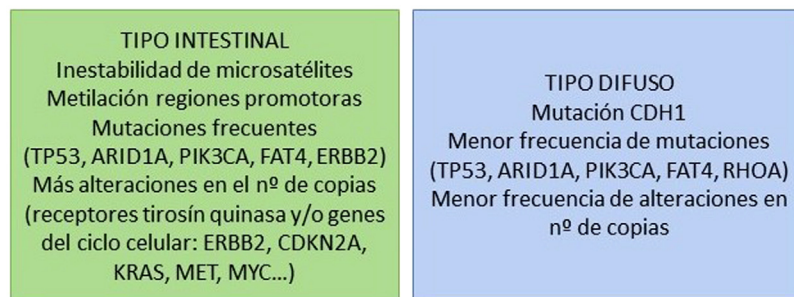 TIPO INTESTINAL
Inestabilidad de microsatélites
Metilación regiones promotoras
Mutaciones frecuentes
(TP53, ARID1A, PIK3CA, FAT4, ERBB2)
Más alteraciones en el nº de copias
(receptores tirosín quinasa y/o genes
del ciclo celular: ERBB2, CDKN2A,
KRAS, MET, MYC...)
TIPO DIFUSO
Mutación CDH1
Menor frecuencia de mutaciones
(TP53, ARID1A, PIK3CA, FAT4, RHOA)
Menor frecuencia de alteraciones en
nº de copias